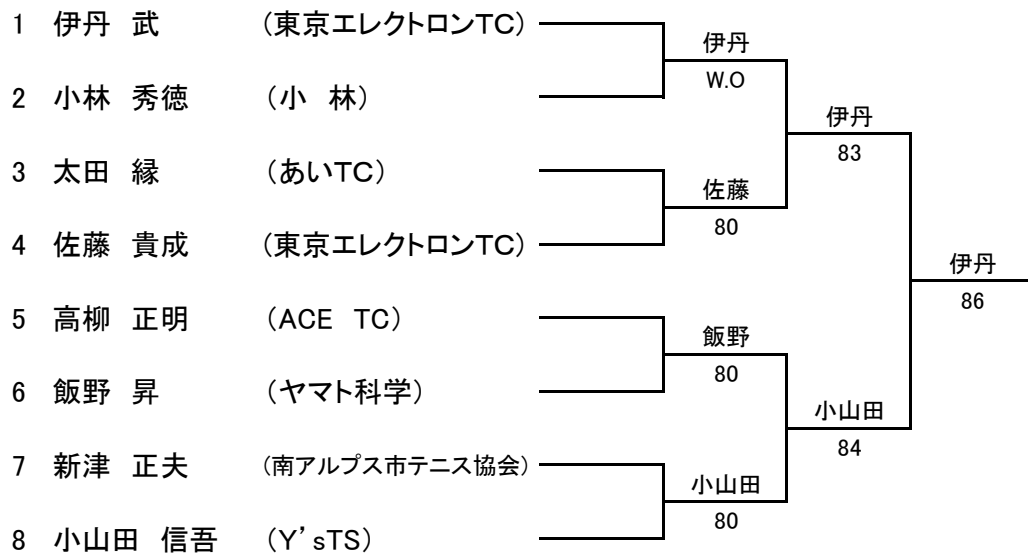 1 伊丹 武 (東京エレクトロンTC)
伊丹
W.O
2 小林 秀徳 (小 林)
伊丹
83
3 太田 縁 (あいTC)
佐藤
80
4 佐藤 貴成 (東京エレクトロンTC)
伊丹
86
5 高柳 正明 (ACE TC)
飯野
80
6 飯野 昇 (ヤマト科学)
小山田
84
7 新津 正夫 (南アルプス市テニス協会)
小山田
80
8 小山田 信吾 (Y'sTS)